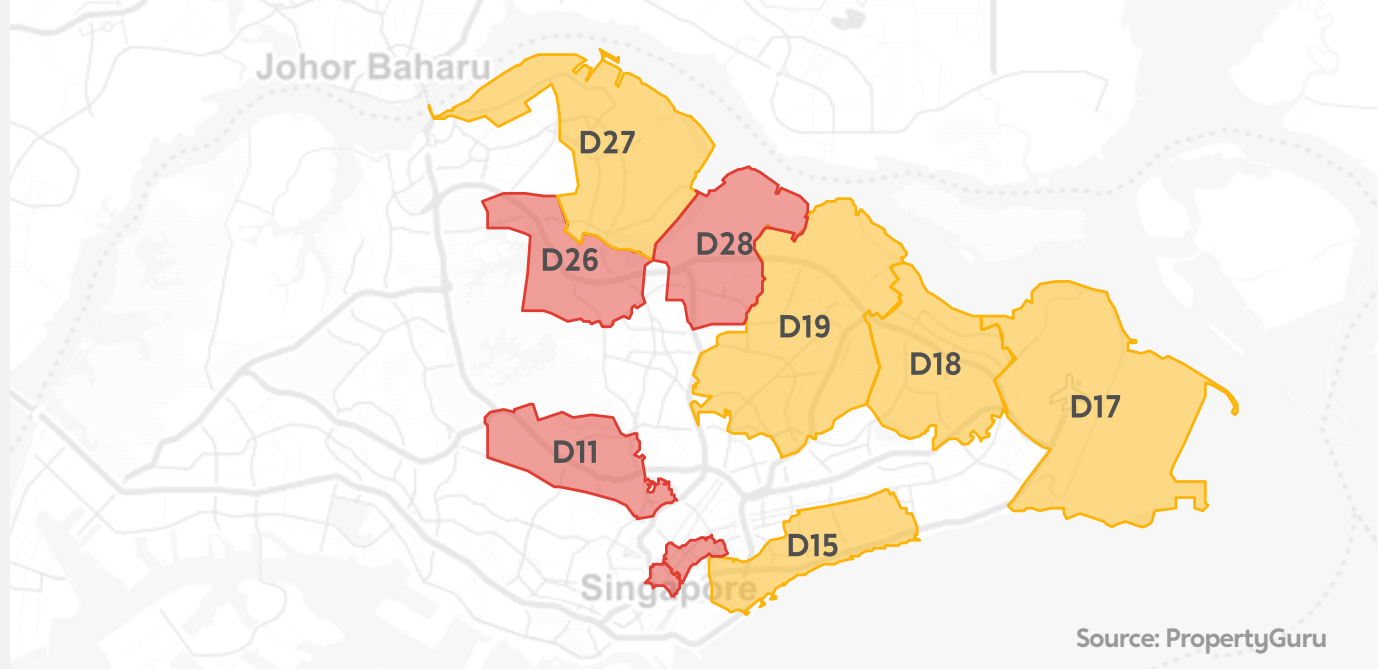 Johor Baharu
D27
D28
D26
D19
D18
D17
D11
D15
Singapore
Source: PropertyGuru